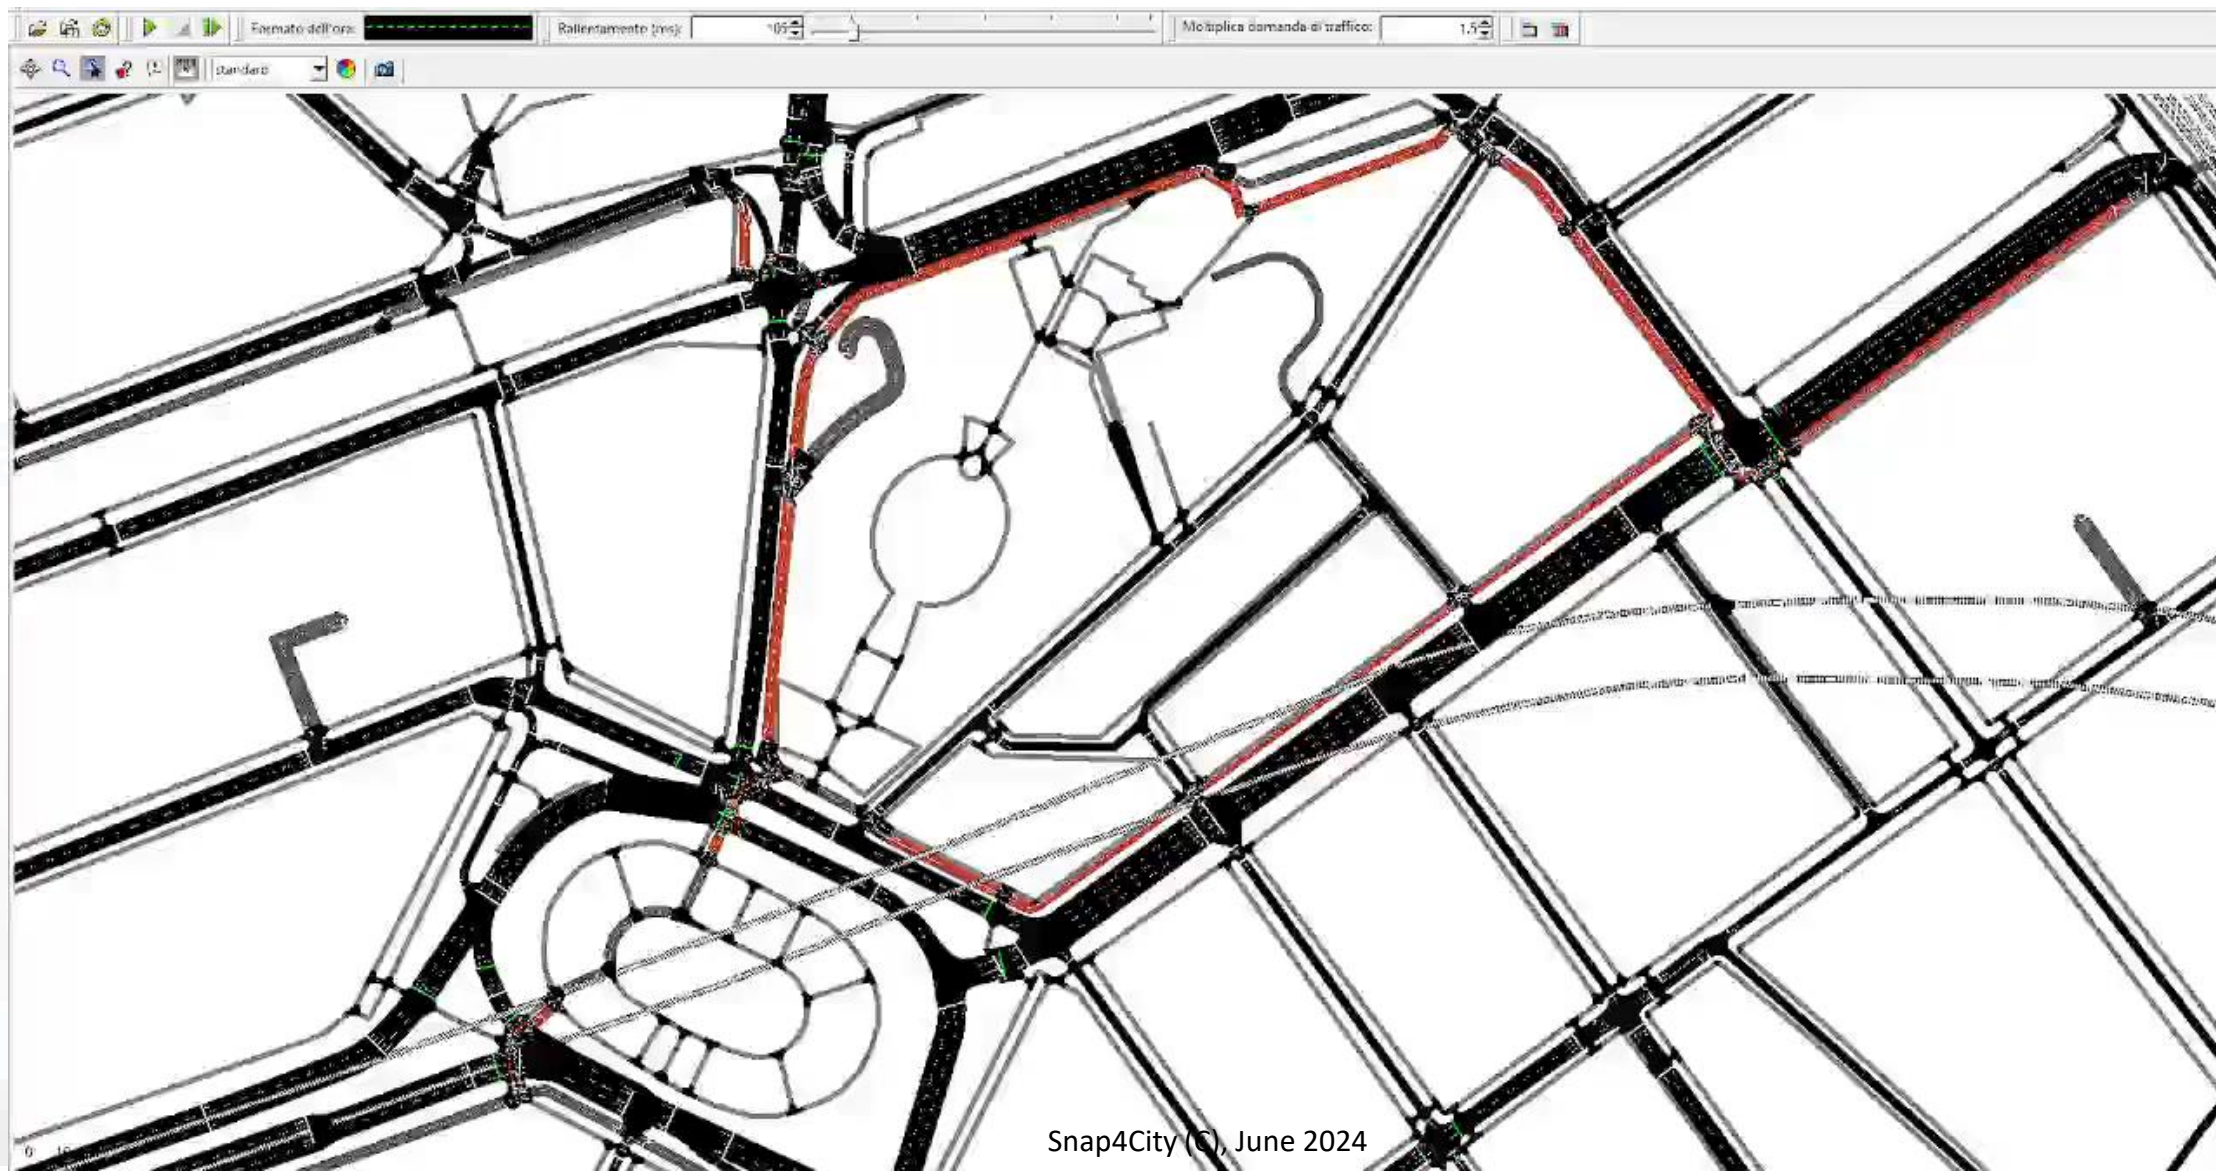 Formato dell'ora:
Rallentamento (ms):
Moltiplica domanda di traffico:
1.5
standard
Snap4City (C), June 2024